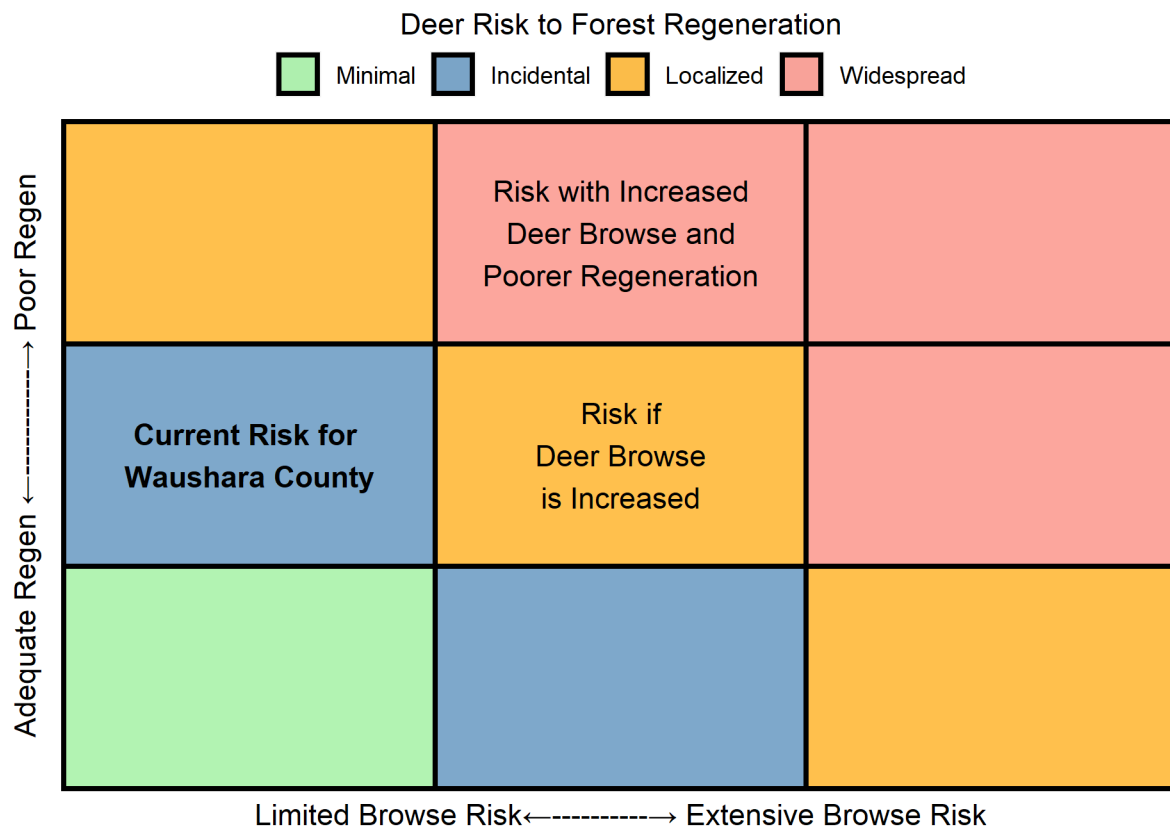 Deer Risk to Forest Regeneration
Minimal
Incidental
Localized
Widespread
Poor Regen
Adequate Regen ←-----------→ Poor Regen
Risk with Increased
Deer Browse and
Poorer Regeneration
Current Risk for
Waushara County
Risk if
Deer Browse
is Increased
Limited Browse Risk←-----------→ Extensive Browse Risk